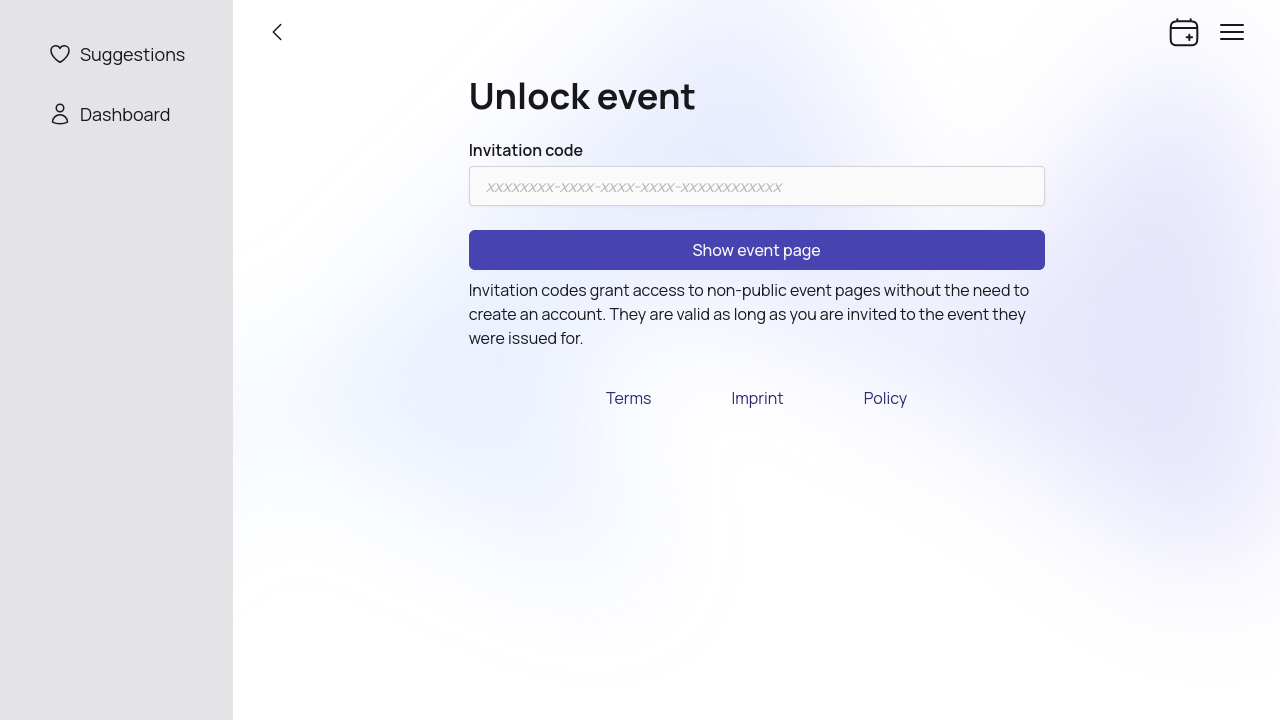 Suggestions
Dashboard
Unlock event
Invitation code
xxxxxxxx-xxxx-xxxx-xxxx-xxxxxxxxxxxx
Show event page
Invitation codes grant access to non-public event pages without the need to
create an account. They are valid as long as you are invited to the event they
were issued for.
Terms
Imprint
Policy